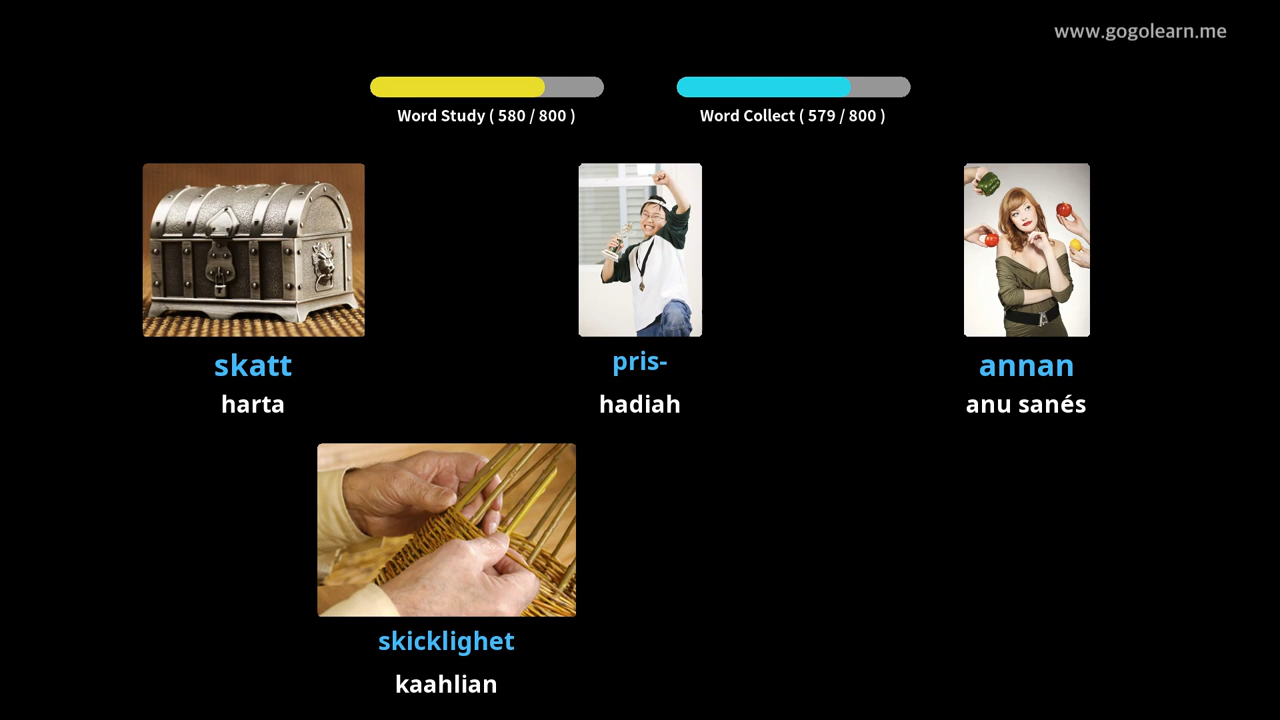 www.gogolearn.me
Word Study ( 580 / 800 )
Word Collect ( 579 / 800 )
skatt
pris-
annan
harta
hadiah
anu sanés
skicklighet
kaahlian